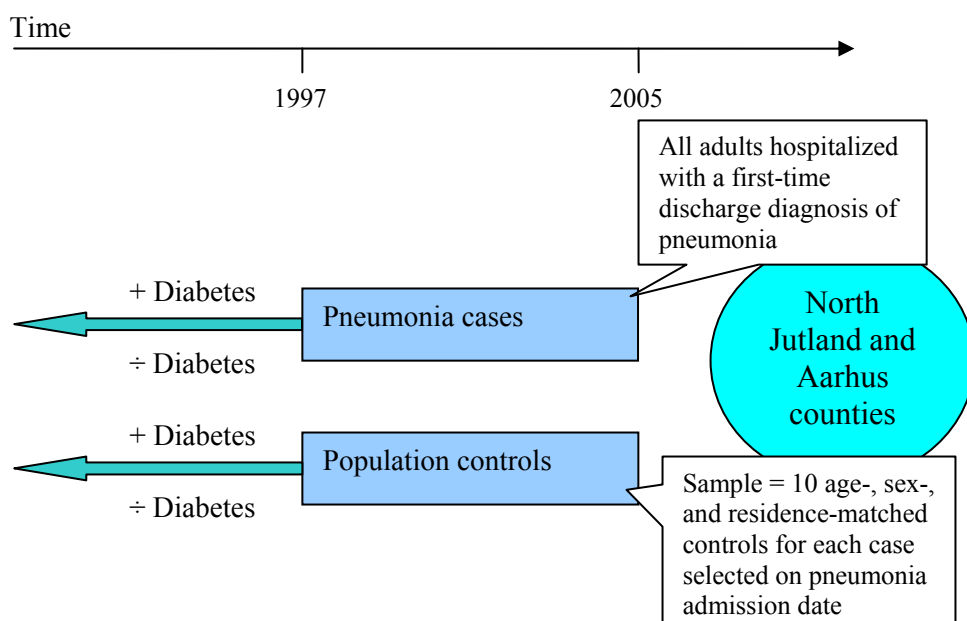 Time
1997
2005
All adults hospitalized
with a first-time
discharge diagnosis of
pneumonia
+ Diabetes
Pneumonia cases
÷ Diabetes
North
Jutland and
Aarhus
counties
+ Diabetes
Population controls
÷ Diabetes
Sample = 10 age-, sex-,
and residence-matched
controls for each case
selected on pneumonia
admission date